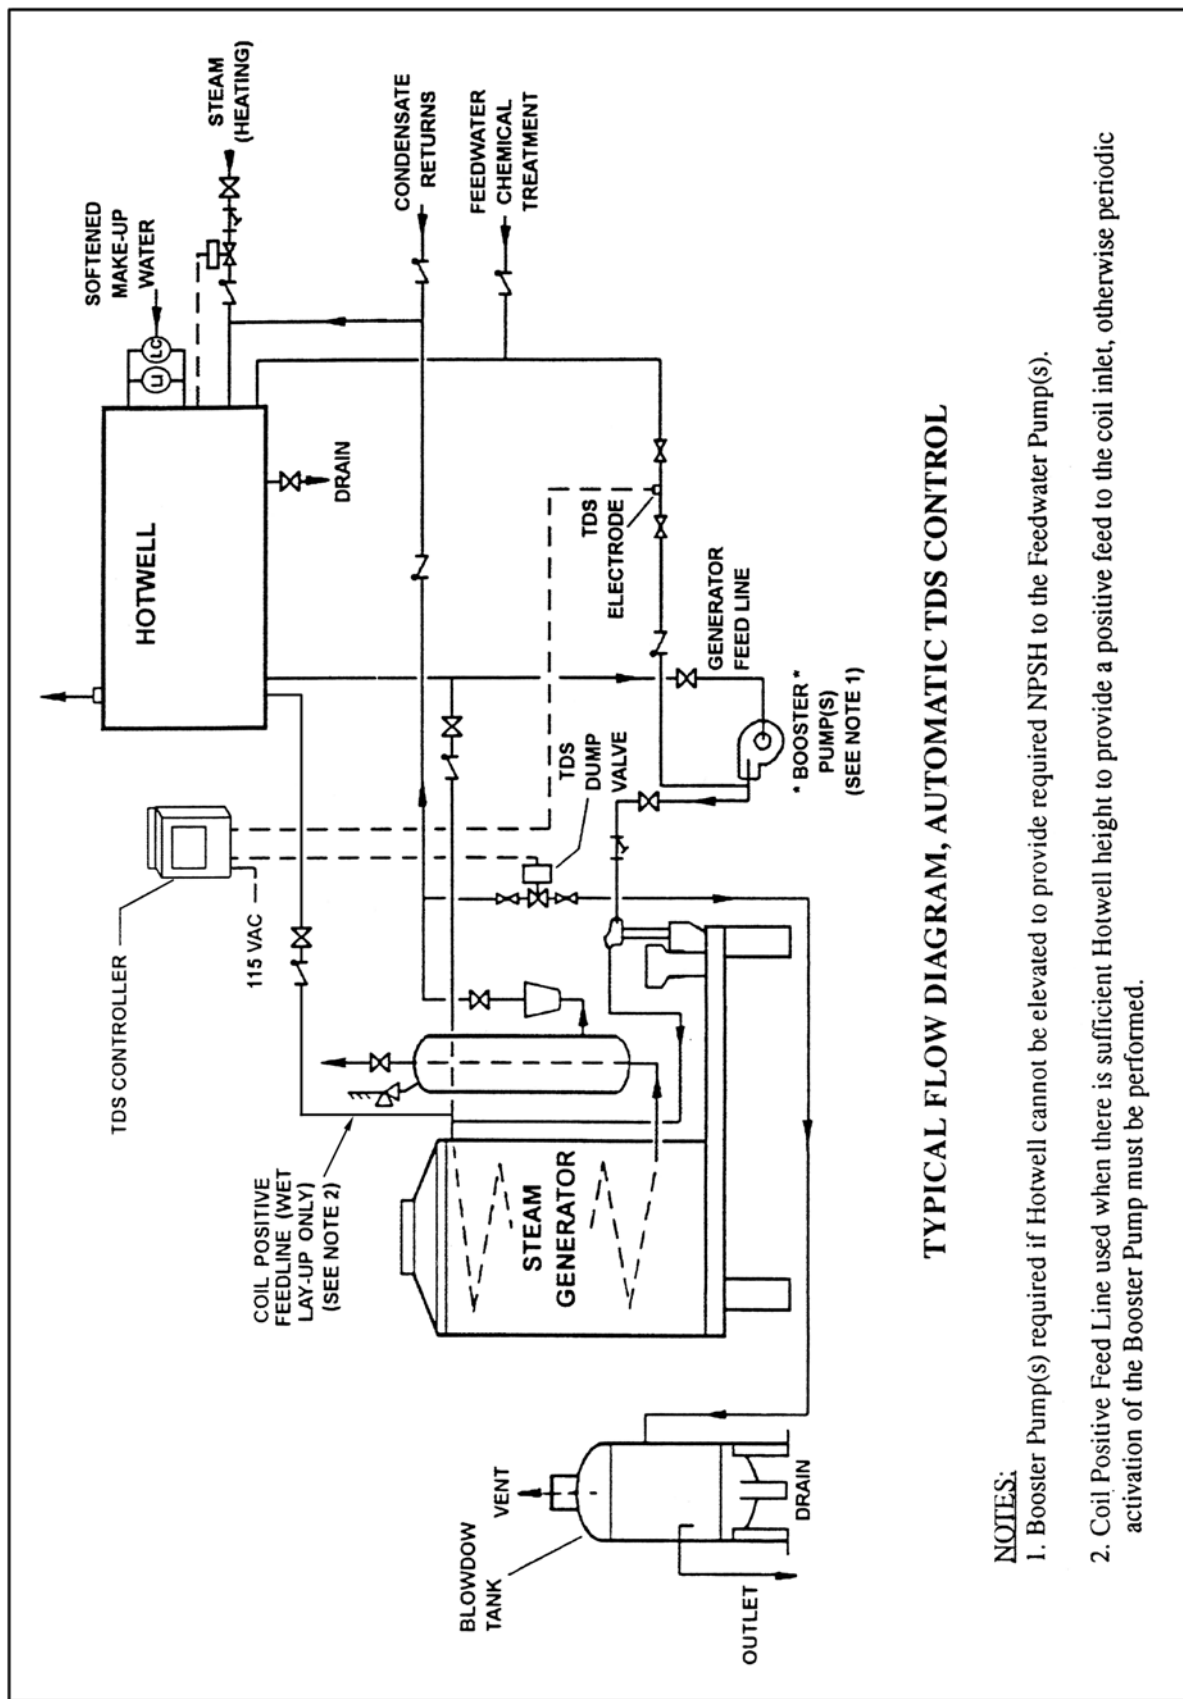 SOFTENED
MAKE-UP
WATER
STEAM
(HEATING)
LI
LC
HOTWELL
DRAIN
CONDENSATE
RETURNS
FEEDWATER
CHEMICAL
TREATMENT
TDS CONTROLLER
115 VAC
COIL POSITIVE
FEEDLINE (WET
LAY-UP ONLY)
(SEE NOTE 2)
TDS
ELECTRODE
GENERATOR
FEED LINE
TDS
DUMP
VALVE
* BOOSTER *
PUMP(S)
(SEE NOTE 1)
STEAM
GENERATOR
BLOWDOW
TANK
VENT
OUTLET
DRAIN
TYPICAL FLOW DIAGRAM, AUTOMATIC TDS CONTROL
NOTES:
1. Booster Pump(s) required if Hotwell cannot be elevated to provide required NPSH to the Feedwater Pump(s).
2. Coil Positive Feed Line used when there is sufficient Hotwell height to provide a positive feed to the coil inlet, otherwise periodic
activation of the Booster Pump must be performed.